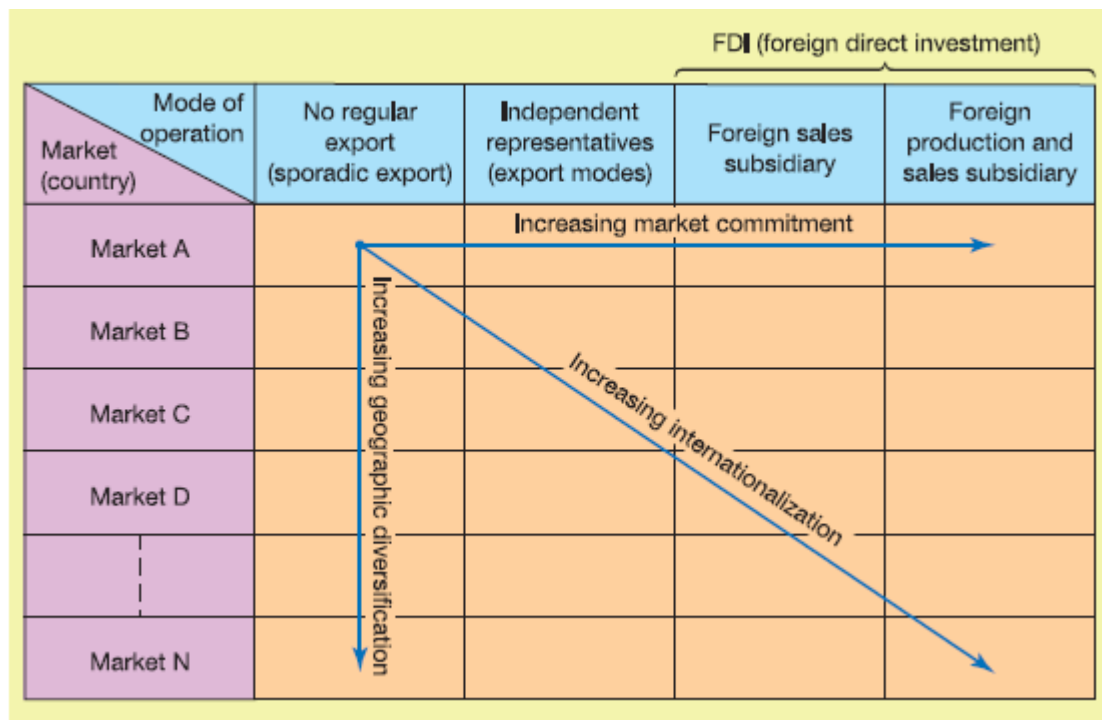 FDI (foreign direct investment)
Mode of
operation
Market
(country)
No regular
export
(sporadic export)
Independent
representatives
(export modes)
Foreign sales
subsidiary
Foreign
production and
sales subsidiary
Increasing market commitment
Market A
Market B
Market C
Market D
Market N
Increasing geographic diversification
Increasing internationalization